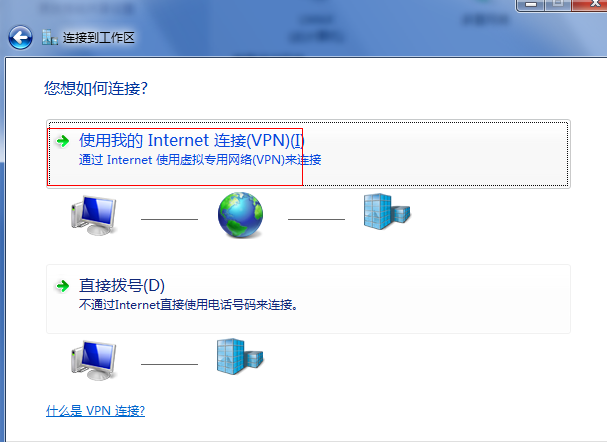 连接到工作区
您想如何连接?
使用我的 Internet 连接(VPN)(I)
通过 Internet 使用虚拟专用网络(VPN)来连接
直接拨号(D)
不通过Internet直接使用电话号码来连接。
什么是 VPN 连接?